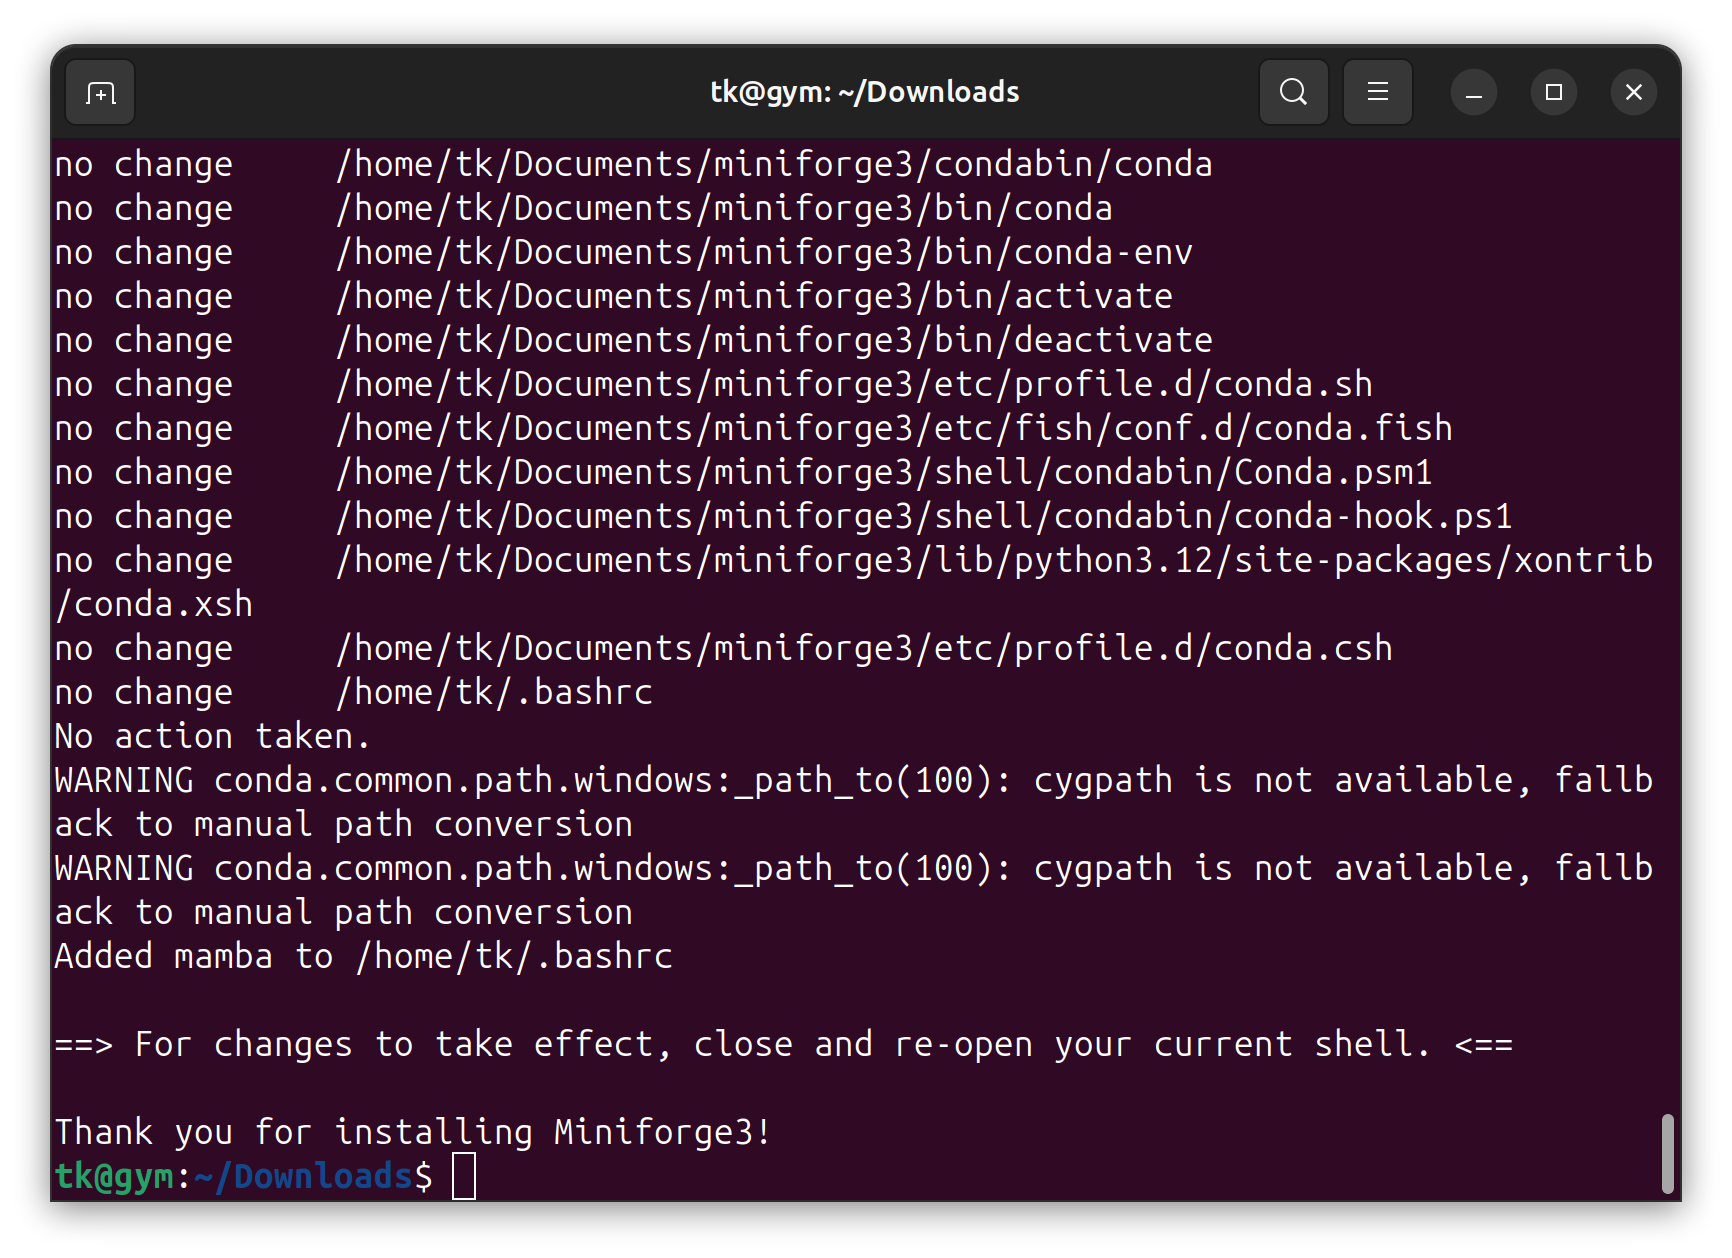 tk@gym: ~/Downloads
no change     /home/tk/Documents/miniforge3/condabin/conda
no change     /home/tk/Documents/miniforge3/bin/conda
no change     /home/tk/Documents/miniforge3/bin/conda-env
no change     /home/tk/Documents/miniforge3/bin/activate
no change     /home/tk/Documents/miniforge3/bin/deactivate
no change     /home/tk/Documents/miniforge3/etc/profile.d/conda.sh
no change     /home/tk/Documents/miniforge3/etc/fish/conf.d/conda.fish
no change     /home/tk/Documents/miniforge3/shell/condabin/Conda.psm1
no change     /home/tk/Documents/miniforge3/shell/condabin/conda-hook.ps1
no change     /home/tk/Documents/miniforge3/lib/python3.12/site-packages/xontrib
/conda.xsh
no change     /home/tk/Documents/miniforge3/etc/profile.d/conda.csh
no change     /home/tk/.bashrc
No action taken.
WARNING conda.common.path.windows:_path_to(100): cygpath is not available, fallb
ack to manual path conversion
WARNING conda.common.path.windows:_path_to(100): cygpath is not available, fallb
ack to manual path conversion
Added mamba to /home/tk/.bashrc
==> For changes to take effect, close and re-open your current shell. <==
Thank you for installing Miniforge3!
tk@gym:~/Downloads$